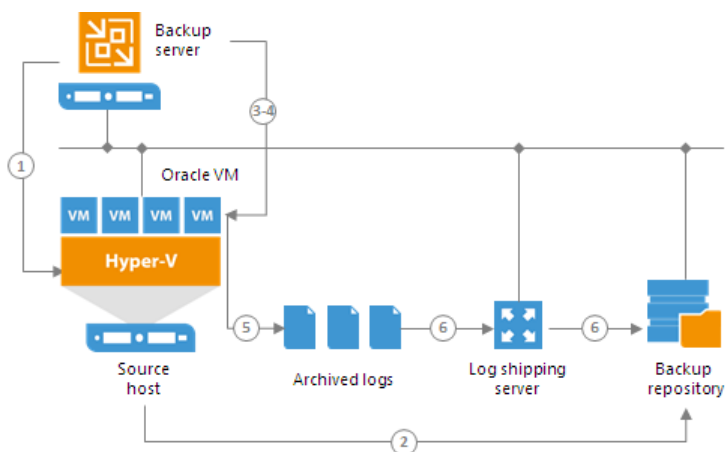 Backup
server
3-4
1
Oracle VM
VM VM VM VM
Hyper-V
5
6
6
Source
host
Archived logs
Log shipping
server
Backup
repository
2